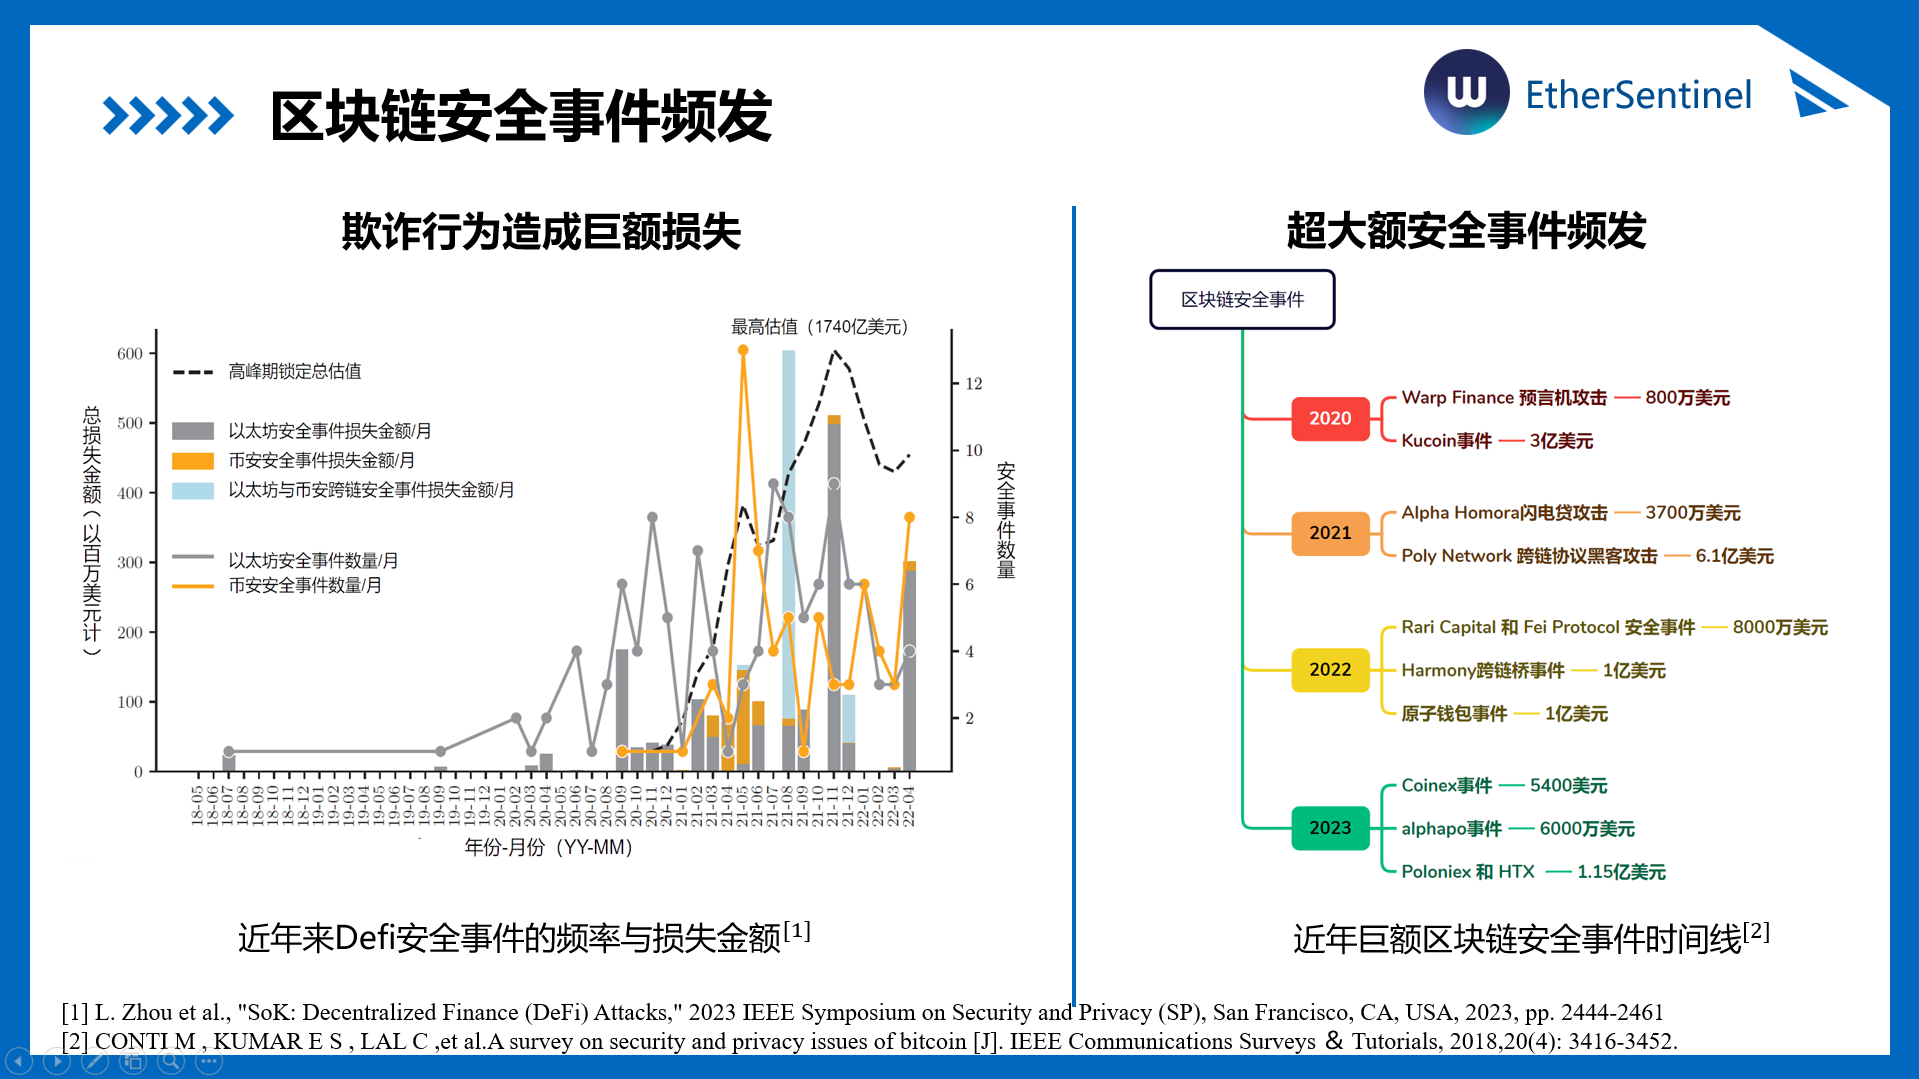 区块链安全事件频发
W EtherSentinel
欺诈行为造成巨额损失
最高估值（1740亿美元）
高峰期锁定总估值
以太坊安全事件损失金额/月
币安安全事件损失金额/月
以太坊与币安跨链安全事件损失金额/月
以太坊安全事件数量/月
币安安全事件数量/月
总损失金额（以百万美元计）
600
500
400
300
200
100
0
12
10
8
6
4
2
安全事件数量
18-05 18-06 18-07 18-08 18-09 18-10 18-11 18-12 19-01 19-02 19-03 19-04 19-05 19-06 19-07 19-08 19-09 19-10 19-11 19-12 20-01 20-02 20-03 20-04 20-05 20-06 20-07 20-08 20-09 20-10 20-11 20-12 21-01 21-02 21-03 21-04 21-05 21-06 21-07 21-08 21-09 21-10 21-11 21-12 22-01 22-02 22-03 22-04
年份-月份（YY-MM）
近年来Defi安全事件的频率与损失金额[1]
超大额安全事件频发
区块链安全事件
2020
Warp Finance 预言机攻击 800万美元
Kucoin事件 3亿美元
2021
Alpha Homora闪电贷攻击 3700万美元
Poly Network 跨链协议黑客攻击 6.1亿美元
2022
Rari Capital 和 Fei Protocol 安全事件 8000万美元
Harmony跨链桥事件 1亿美元
原子钱包事件 1亿美元
2023
Coinex事件 5400美元
alphapo事件 6000万美元
Poloniex 和 HTX 1.15亿美元
近年巨额区块链安全事件时间线[2]
[1] L. Zhou et al., "SoK: Decentralized Finance (DeFi) Attacks," 2023 IEEE Symposium on Security and Privacy (SP), San Francisco, CA, USA, 2023, pp. 2444-2461
[2] CONTI M , KUMAR E S , LAL C ,et al.A survey on security and privacy issues of bitcoin [J]. IEEE Communications Surveys ＆ Tutorials, 2018,20(4): 3416-3452.